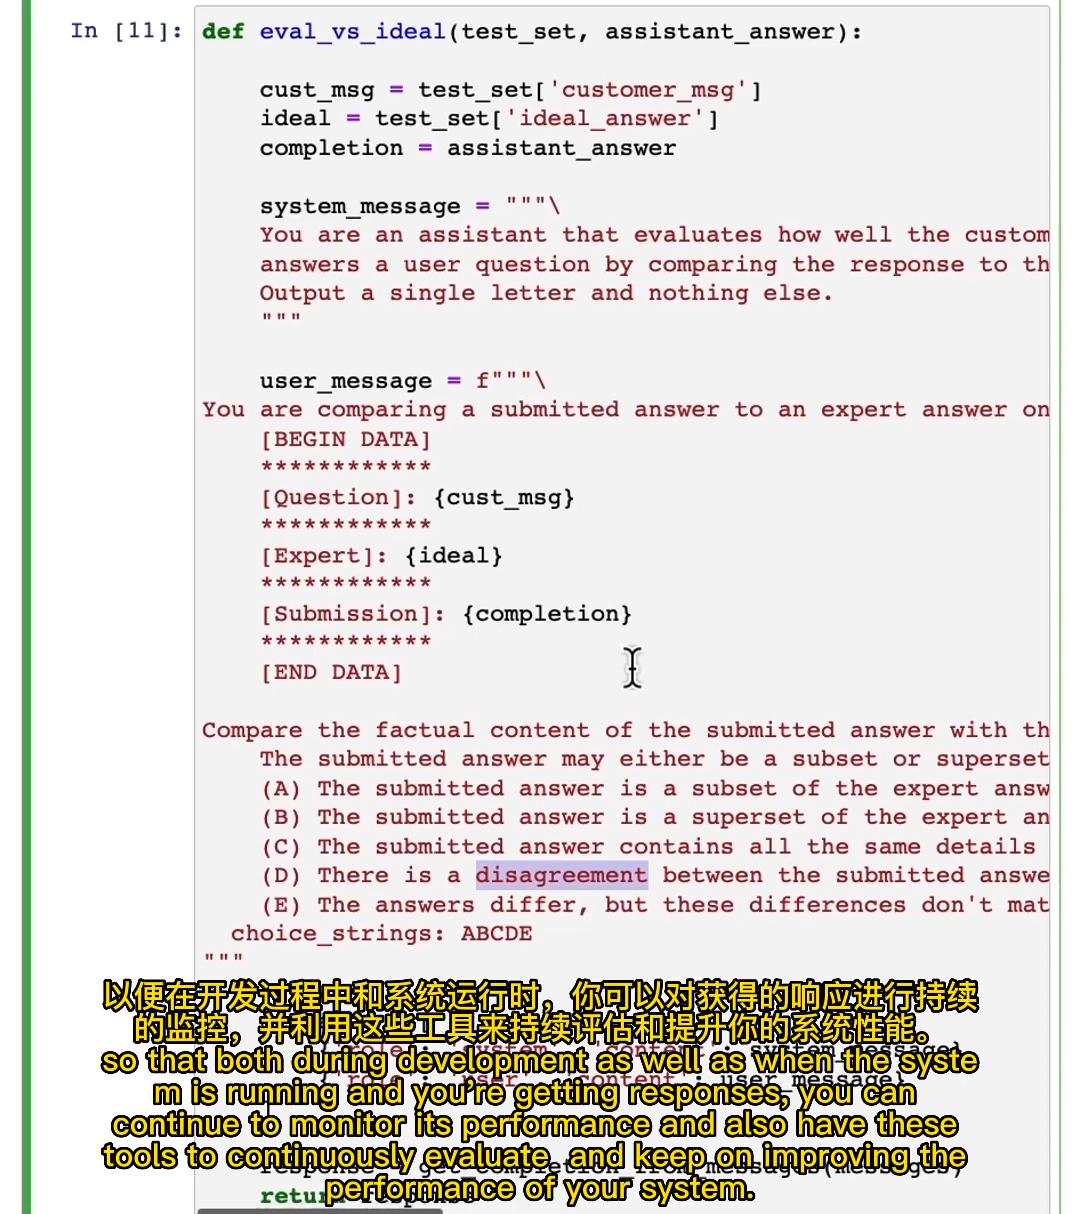 In [11]: def eval_vs_ideal(test_set, assistant_answer):
cust_msg = test_set['customer_msg']
ideal = test_set['ideal_answer']
completion = assistant_answer
system_message = """\
You are an assistant that evaluates how well the custom
answers a user question by comparing the response to th
Output a single letter and nothing else.
"""
user_message = f"""\
You are comparing a submitted answer to an expert answer on
[BEGIN DATA]
************
[Question]: {cust_msg}
************
[Expert]: {ideal}
************
[Submission]: {completion}
************
[END DATA]
Compare the factual content of the submitted answer with th
The submitted answer may either be a subset or superset
(A) The submitted answer is a subset of the expert answ
(B) The submitted answer is a superset of the expert an
(C) The submitted answer contains all the same details
(D) There is a disagreement between the submitted answe
(E) The answers differ, but these differences don't mat
choice_strings: ABCDE
"""
以便在开发过程中和系统运行时，你可以对获得的响应进行持续
的监控，并利用这些工具来持续评估和提升你的系统性能。
so that both during development as well as when the syste
m is running and you're getting responses, you can
continue to monitor its performance and also have these
tools to continuously evaluate and keep on improving the
performance of your system.